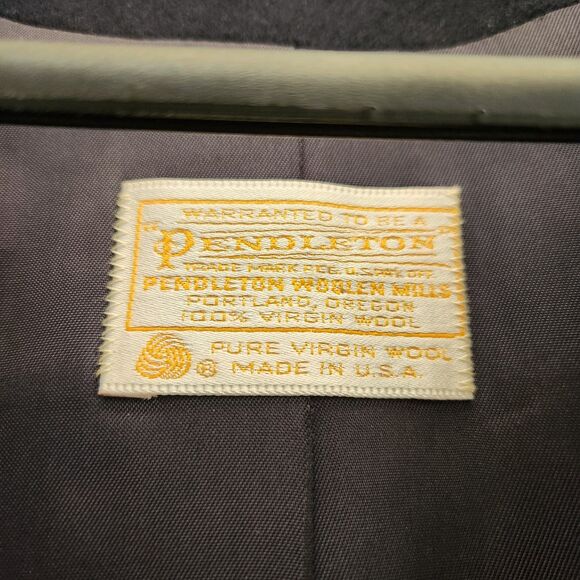 WARRANTED TO BE A
"PENDLETON"
TRADE MARK REG. U.S. PAT. OFF.
PENDLETON WOOLEN MILLS
PORTLAND, OREGON
100% VIRGIN WOOL
PURE VIRGIN WOOL
® MADE IN U.S.A.